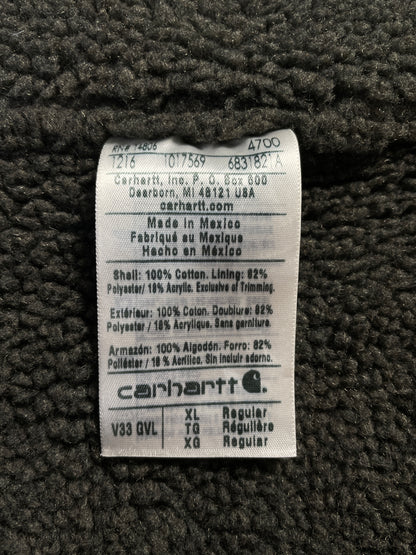 RN# 14806 4700
1216 1017569 6831821A
Carhartt, Inc. P. O. Box 600
Dearborn, MI 48121 USA
carhartt.com
Made in Mexico
Fabriqué au Mexique
Hecho en México
Shell: 100% Cotton. Lining: 82%
Polyester/ 18% Acrylic. Exclusive of Trimming.
Extérieur: 100% Coton. Doublure: 82%
Polyester / 18% Acrylique. Sans garniture.
Armazón: 100% Algodón. Forro: 82%
Poliéster / 18 % Acrílico. Sin incluir adorno.
carhartt
XL Regular
V33 QVL TG Régulière
XG Regular